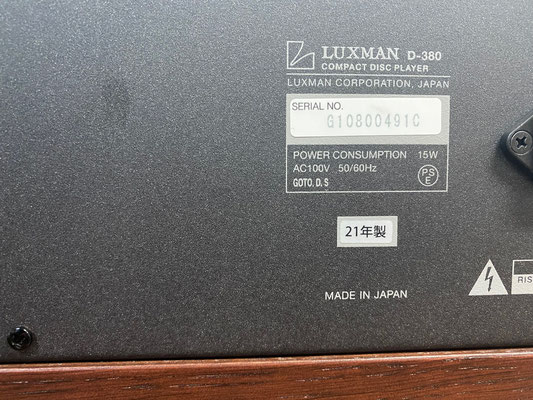 LUXMAN D-380
COMPACT DISC PLAYER
LUXMAN CORPORATION, JAPAN
SERIAL NO.
G10800491C
POWER CONSUMPTION 15W
AC100V 50/60Hz
GOTO. D. S
PS
E
21年製
MADE IN JAPAN
RIS